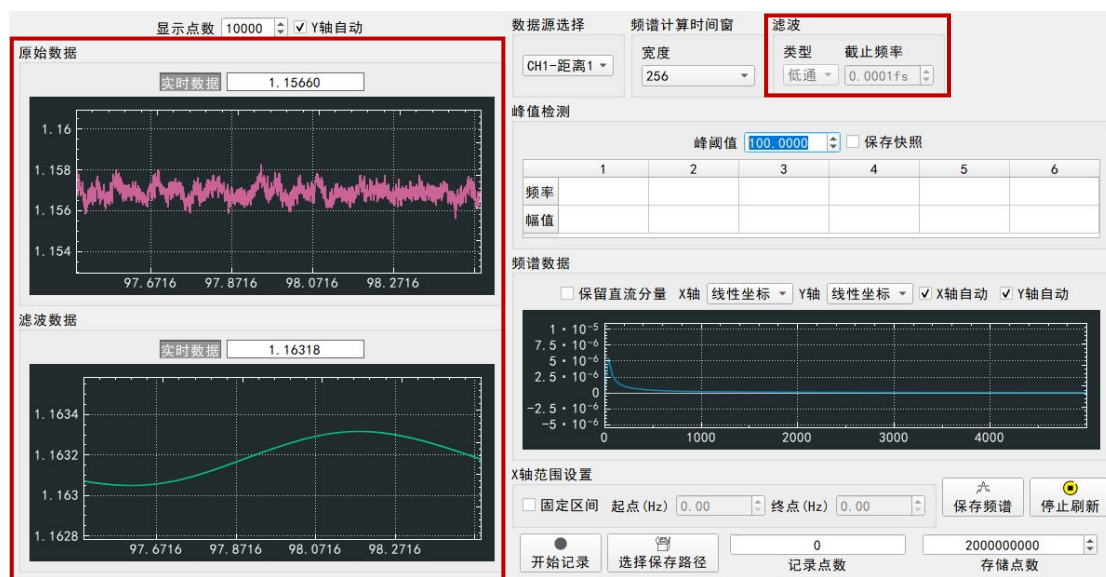 显示点数 10000 Y轴自动
原始数据
实时数据 1.15660
1.16
1.158
1.156
1.154
97.6716 97.8716 98.0716 98.2716
滤波数据
实时数据 1.16318
1.1634
1.1632
1.163
1.1628
97.6716 97.8716 98.0716 98.2716
数据源选择
CH1-距离1
频谱计算时间窗
宽度
256
滤波
类型 截止频率
低通 0.0001fs
峰值检测
峰阈值 100.0000 保存快照
1 2 3 4 5 6
频率
幅值
频谱数据
保留直流分量 X轴 线性坐标 Y轴 线性坐标 X轴自动 Y轴自动
1·10⁻⁵
7.5·10⁻⁶
5·10⁻⁶
2.5·10⁻⁶
0
-2.5·10⁻⁶
-5·10⁻⁶
0 1000 2000 3000 4000
X轴范围设置
固定区间 起点(Hz) 0.00 终点(Hz) 0.00
保存频谱 停止刷新
开始记录 选择保存路径
0
记录点数
2000000000
存储点数